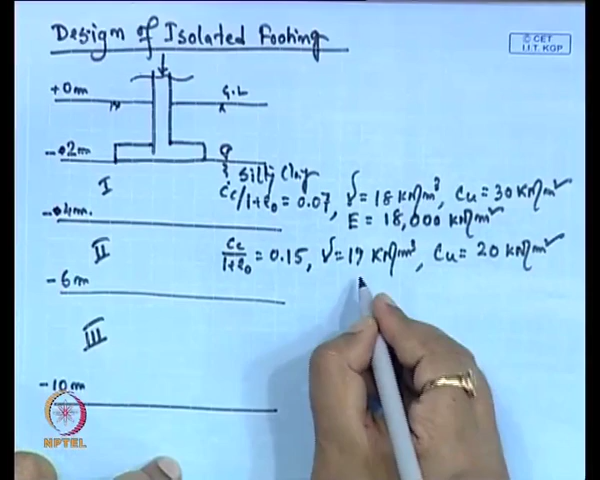 Design of Isolated Footing
© CET
I.I.T. KGP
+0m
G.L
-2m
I silty clay
Cc/1+e0 = 0.07, γ = 18 kN/m³, Cu = 30 kN/m²
E = 18,000 kN/m²
-4m.
II
Cc/1+e0 = 0.15, γ = 19 kN/m³, Cu = 20 kN/m²
-6m
III
-10m
NPTEL